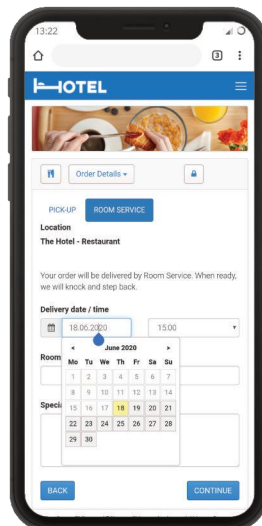 13:22
3
HOTEL
Order Details
PICK-UP ROOM SERVICE
Location
The Hotel - Restaurant
Your order will be delivered by Room Service. When ready,
we will knock and step back.
Delivery date / time
18.06.2020 15:00
< June 2020 >
Mo Tu We Th Fr Sa Su
1 2 3 4 5 6 7
8 9 10 11 12 13 14
15 16 17 18 19 20 21
22 23 24 25 26 27 28
29 30
Room
Specia
BACK CONTINUE